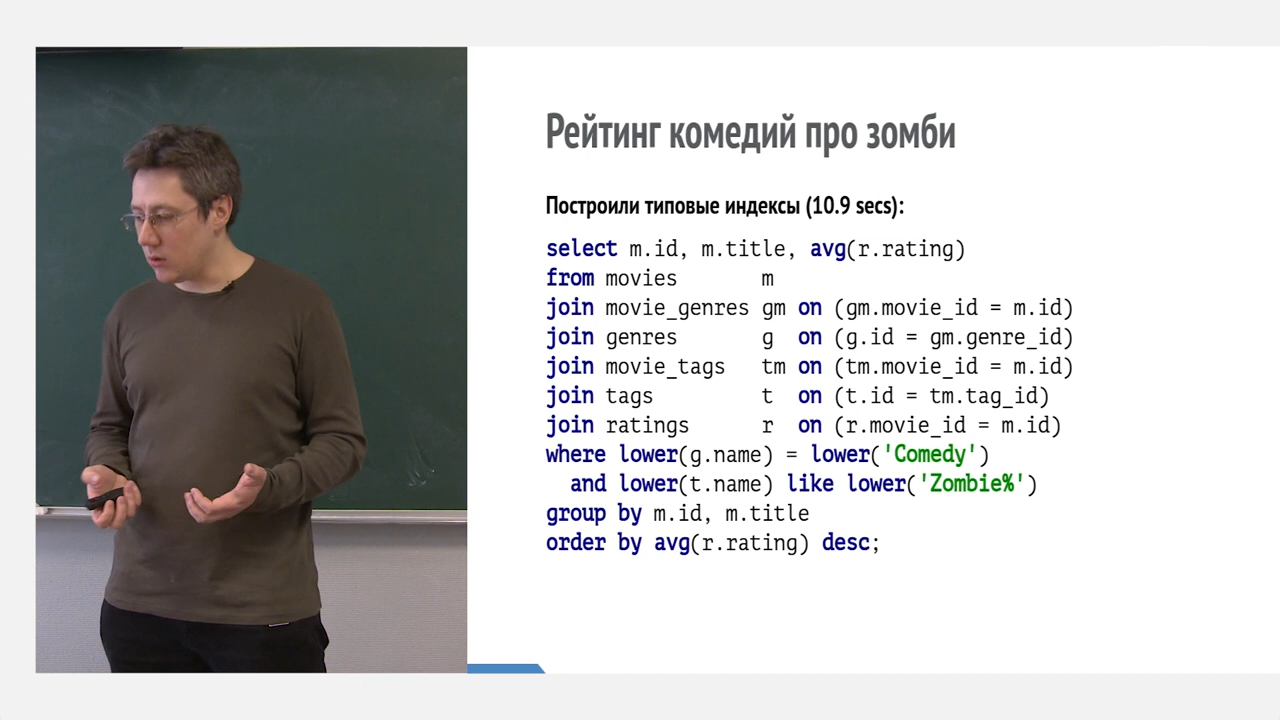 Рейтинг комедий про зомби
Построили типовые индексы (10.9 secs):
select m.id, m.title, avg(r.rating)
from movies       m
join movie_genres gm on (gm.movie_id = m.id)
join genres       g  on (g.id = gm.genre_id)
join movie_tags   tm on (tm.movie_id = m.id)
join tags         t  on (t.id = tm.tag_id)
join ratings      r  on (r.movie_id = m.id)
where lower(g.name) = lower('Comedy')
  and lower(t.name) like lower('Zombie%')
group by m.id, m.title
order by avg(r.rating) desc;